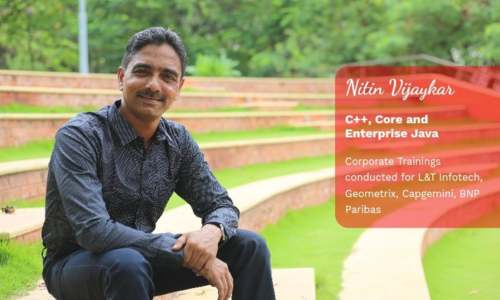 Nitin Vijaykar
C++, Core and
Enterprise Java
Corporate Trainings
conducted for L&T Infotech,
Geometrix, Capgemini, BNP
Paribas